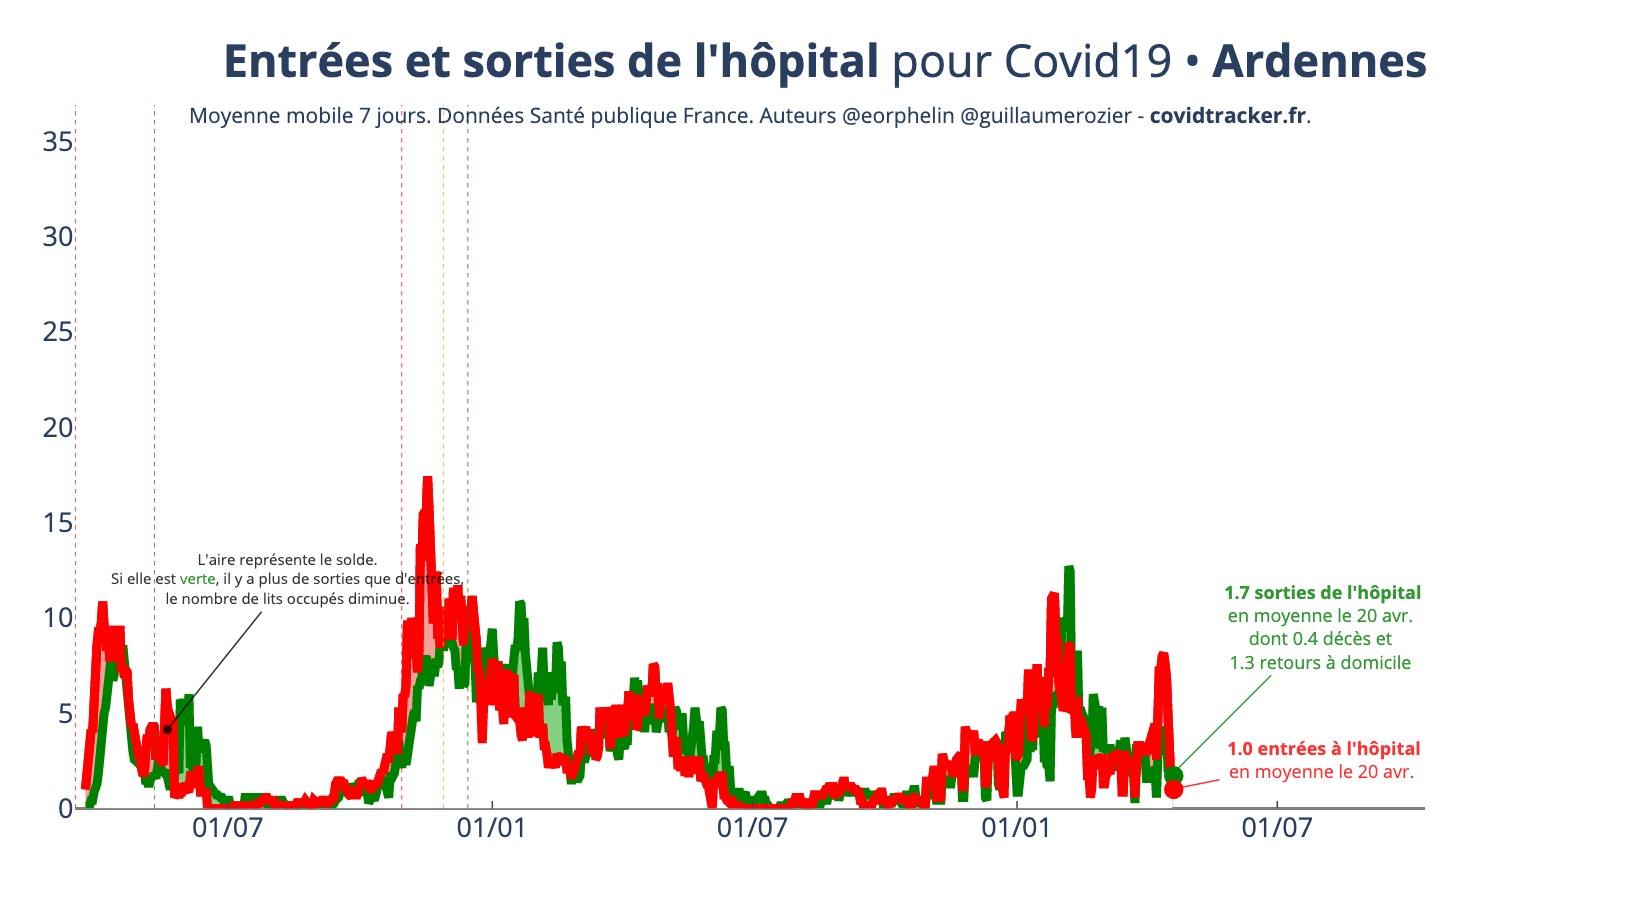 Entrées et sorties de l'hôpital pour Covid19 • Ardennes
Moyenne mobile 7 jours. Données Santé publique France. Auteurs @eorphelin @guillaumerozier - covidtracker.fr.
35
30
25
20
15
10
5
0
L'aire représente le solde.
Si elle est verte, il y a plus de sorties que d'entrées,
le nombre de lits occupés diminue.
1.7 sorties de l'hôpital
en moyenne le 20 avr.
dont 0.4 décès et
1.3 retours à domicile
1.0 entrées à l'hôpital
en moyenne le 20 avr.
01/07
01/01
01/07
01/01
01/07